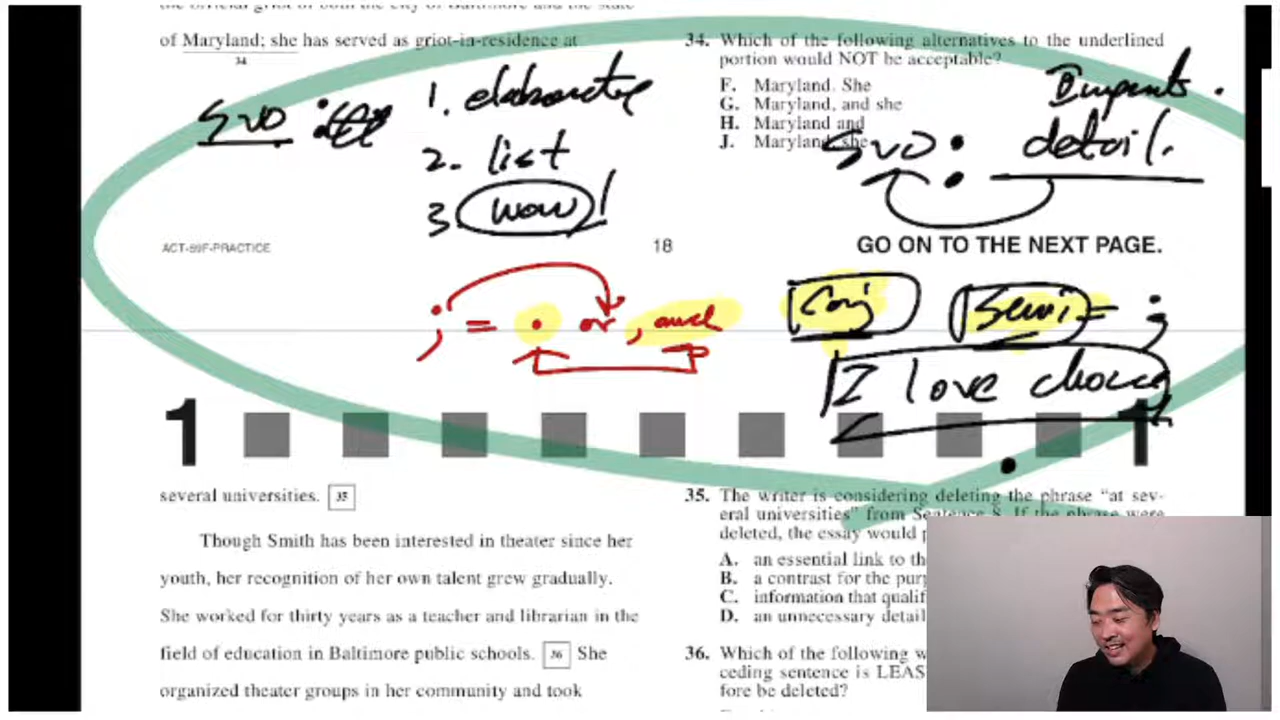 of Maryland; she has served as griot-in-residence at
34
SVO
1. elaborative
2. list
3. wow!
34. Which of the following alternatives to the underlined
portion would NOT be acceptable?
F. Maryland. She
G. Maryland, and she
H. Maryland and
J. Maryland she
SVO : detail.
ACT-59F-PRACTICE
18
GO ON TO THE NEXT PAGE.
; = . or , and
Conj Semi = ;
I love
1 1
several universities. 35
Though Smith has been interested in theater since her
youth, her recognition of her own talent grew gradually.
She worked for thirty years as a teacher and librarian in the
field of education in Baltimore public schools. 36 She
organized theater groups in her community and took
35. The writer is considering deleting the phrase “at sev-
eral universities” from Sentence 8. If the phrase were
deleted, the essay would
A. an essential link to
B. a contrast for the
C. information that
D. an unnecessary detail
36. Which of the following
ceding sentence is LEAS
fore be deleted?